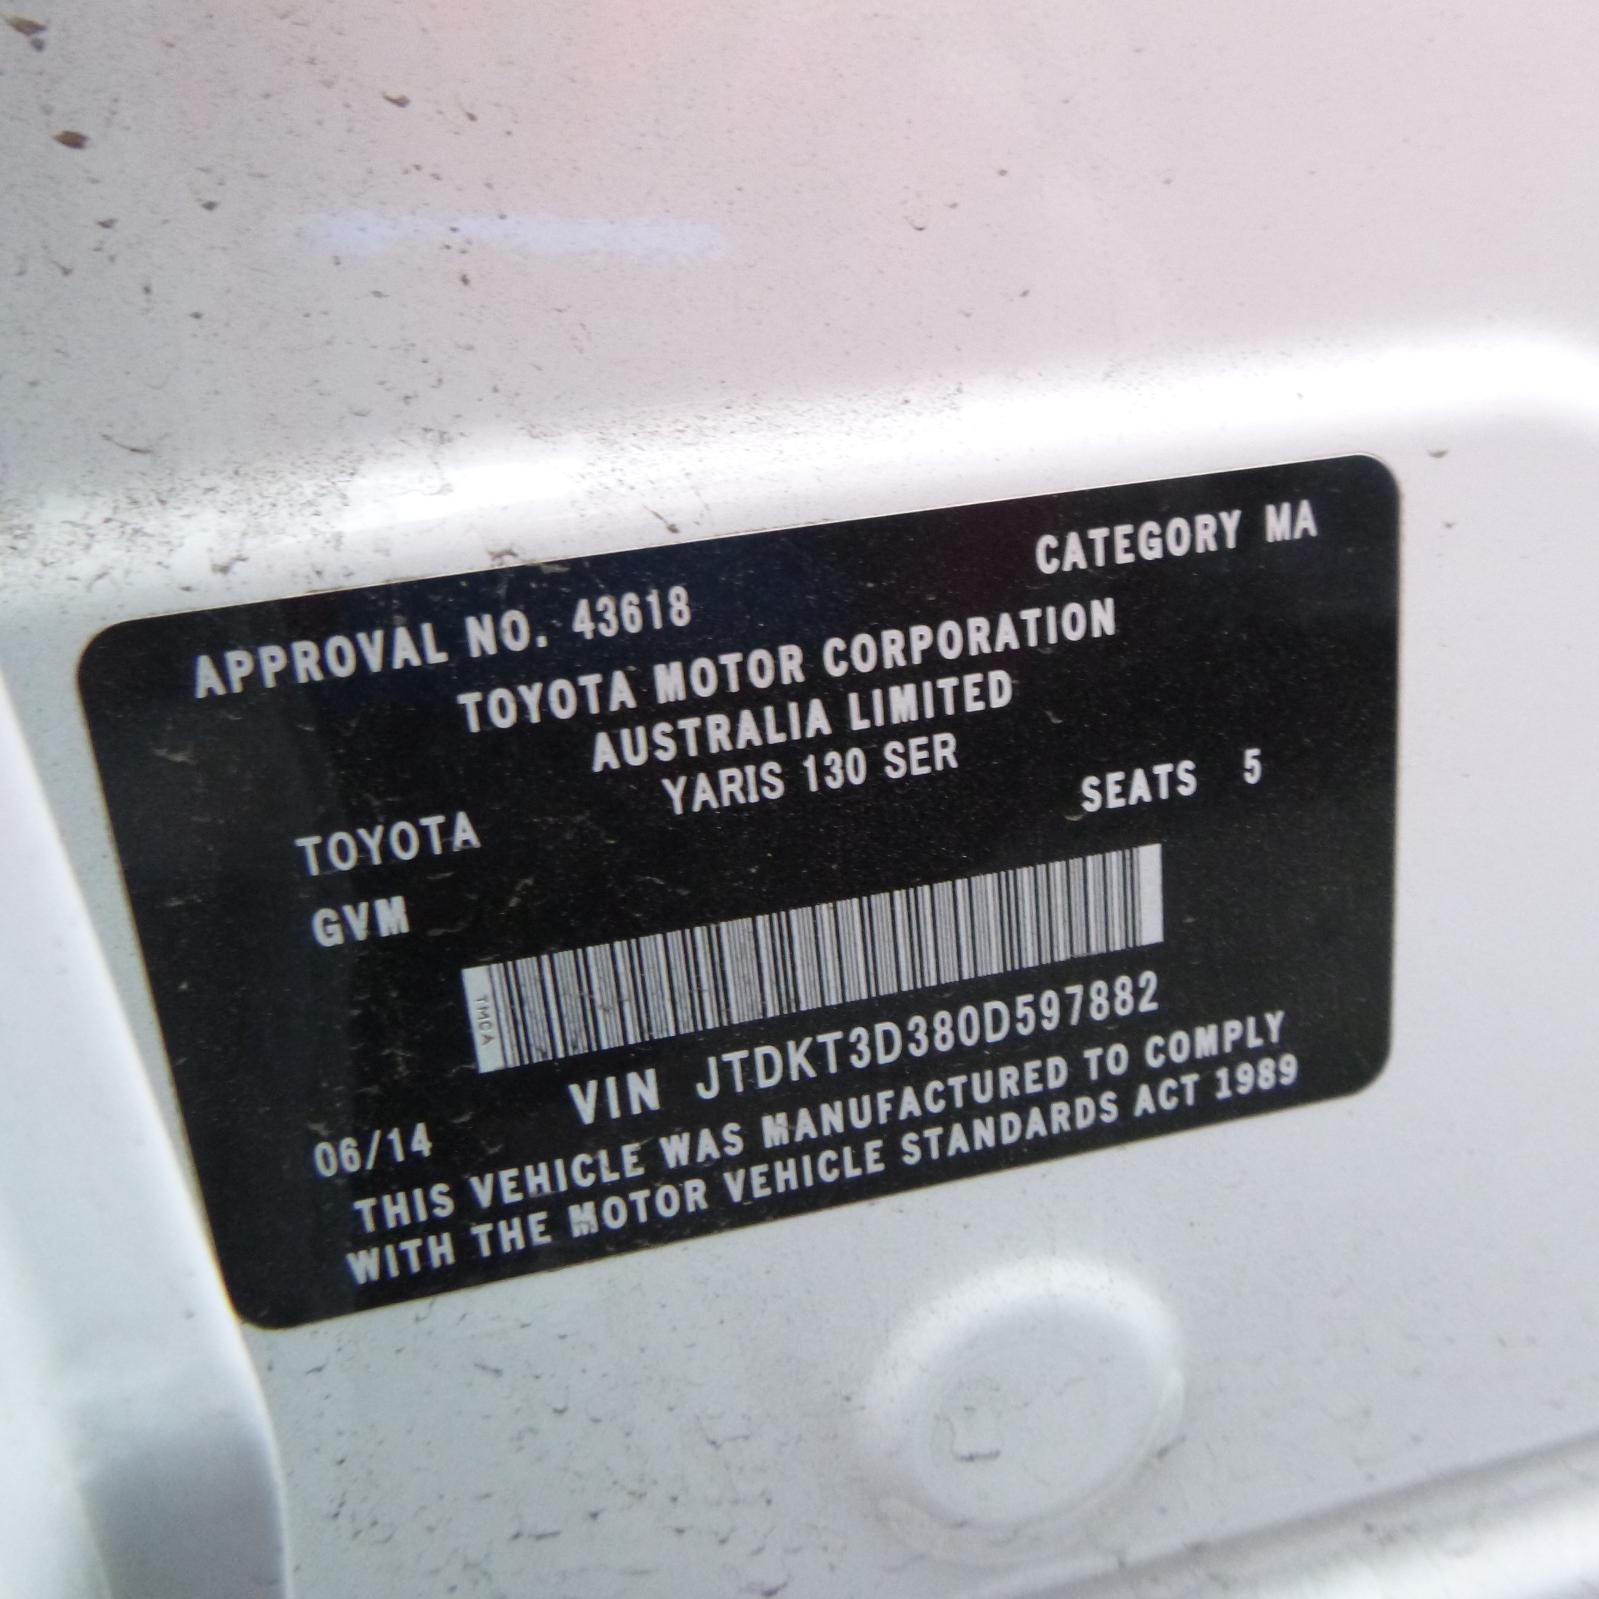 APPROVAL NO. 43618 CATEGORY MA
TOYOTA MOTOR CORPORATION
AUSTRALIA LIMITED
TOYOTA YARIS 130 SER
GVM SEATS 5
TMCA
06/14 VIN JTDKT3D380D597882
THIS VEHICLE WAS MANUFACTURED TO COMPLY
WITH THE MOTOR VEHICLE STANDARDS ACT 1989